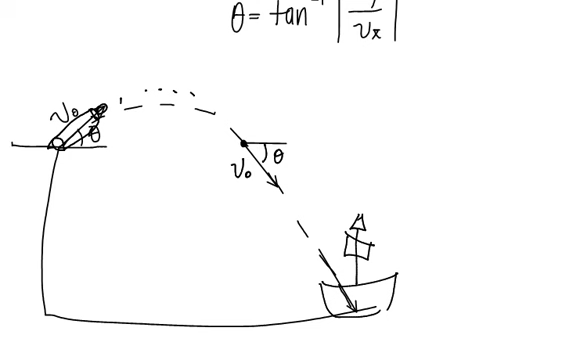 θ = tan⁻¹ | / vx |
v₀
θ
θ
v₀